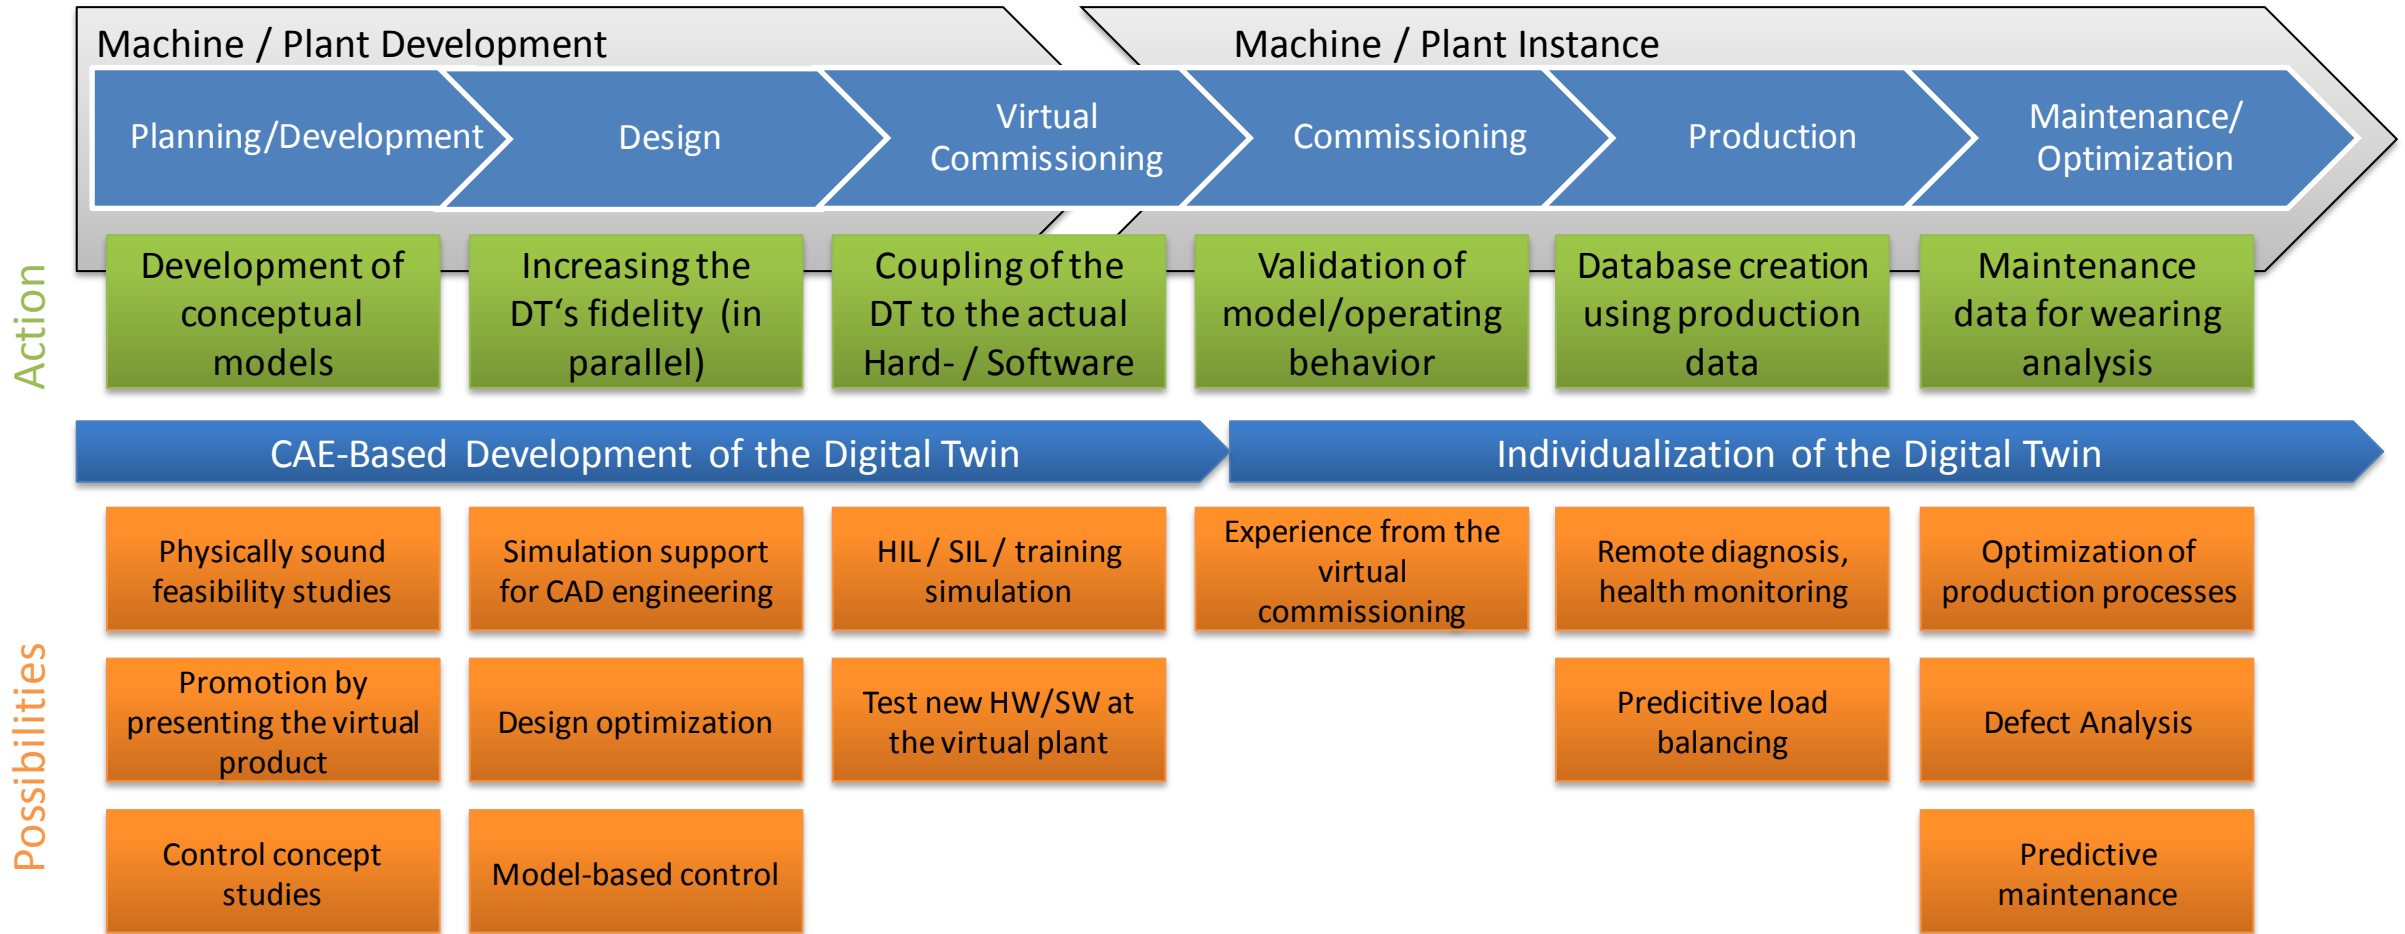 Machine / Plant Development
Machine / Plant Instance
Planning/Development
Design
Virtual
Commissioning
Commissioning
Production
Maintenance/
Optimization
Action
Development of
conceptual
models
Increasing the
DT‘s fidelity (in
parallel)
Coupling of the
DT to the actual
Hard- / Software
Validation of
model/operating
behavior
Database creation
using production
data
Maintenance
data for wearing
analysis
CAE-Based Development of the Digital Twin
Individualization of the Digital Twin
Possibilities
Physically sound
feasibility studies
Simulation support
for CAD engineering
HIL / SIL / training
simulation
Experience from the
virtual
commissioning
Remote diagnosis,
health monitoring
Optimization of
production processes
Promotion by
presenting the virtual
product
Design optimization
Test new HW/SW at
the virtual plant
Predicitive load
balancing
Defect Analysis
Control concept
studies
Model-based control
Predictive
maintenance